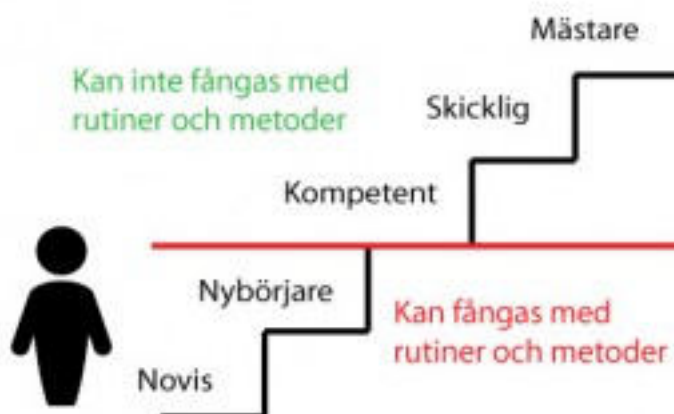 Mästare
Kan inte fångas med
rutiner och metoder
Skicklig
Kompetent
Nybörjare
Kan fångas med
rutiner och metoder
Novis